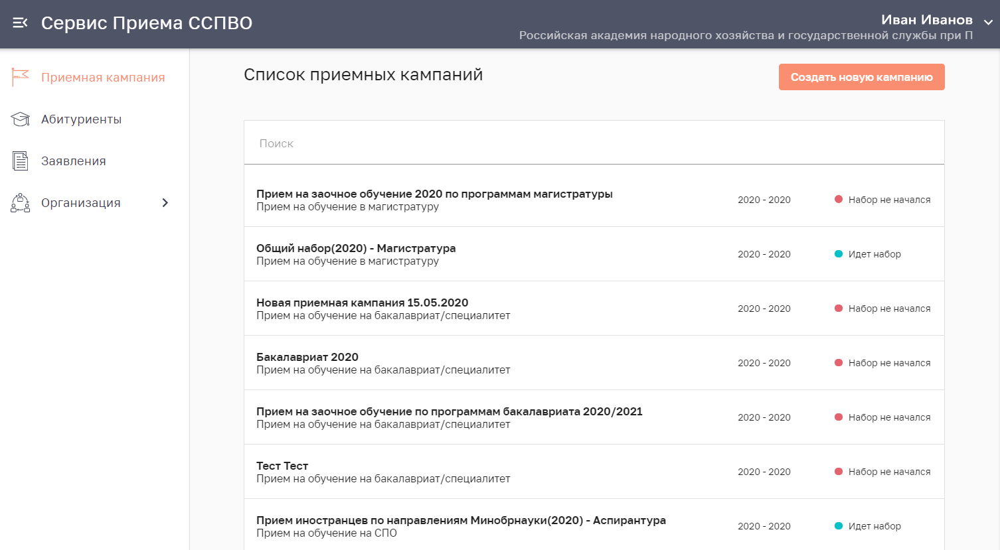 Сервис Приема ССПВО
Иван Иванов
Российская академия народного хозяйства и государственной службы при П
Приемная кампания
Абитуриенты
Заявления
Организация
Список приемных кампаний
Создать новую кампанию
Поиск
Прием на заочное обучение 2020 по программам магистратуры
Прием на обучение в магистратуру
2020 - 2020
Набор не начался
Общий набор(2020) - Магистратура
Прием на обучение в магистратуру
2020 - 2020
Идет набор
Новая приемная кампания 15.05.2020
Прием на обучение на бакалавриат/специалитет
2020 - 2020
Набор не начался
Бакалавриат 2020
Прием на обучение на бакалавриат/специалитет
2020 - 2020
Набор не начался
Прием на заочное обучение по программам бакалавриата 2020/2021
Прием на обучение на бакалавриат/специалитет
2020 - 2020
Набор не начался
Тест Тест
Прием на обучение на бакалавриат/специалитет
2020 - 2020
Набор не начался
Прием иностранцев по направлениям Минобрнауки(2020) - Аспирантура
Прием на обучение на СПО
2020 - 2020
Идет набор